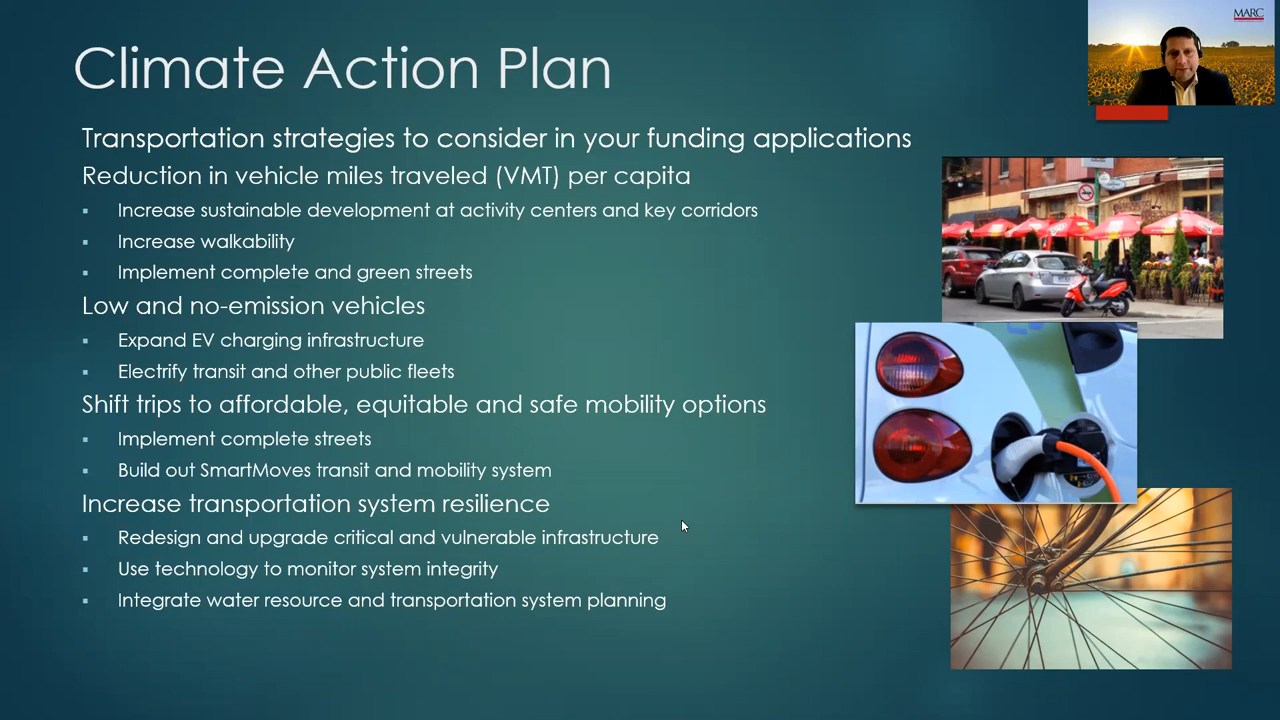 Climate Action Plan
MARC
Transportation strategies to consider in your funding applications
Reduction in vehicle miles traveled (VMT) per capita
Increase sustainable development at activity centers and key corridors
Increase walkability
Implement complete and green streets
Low and no-emission vehicles
Expand EV charging infrastructure
Electrify transit and other public fleets
Shift trips to affordable, equitable and safe mobility options
Implement complete streets
Build out SmartMoves transit and mobility system
Increase transportation system resilience
Redesign and upgrade critical and vulnerable infrastructure
Use technology to monitor system integrity
Integrate water resource and transportation system planning